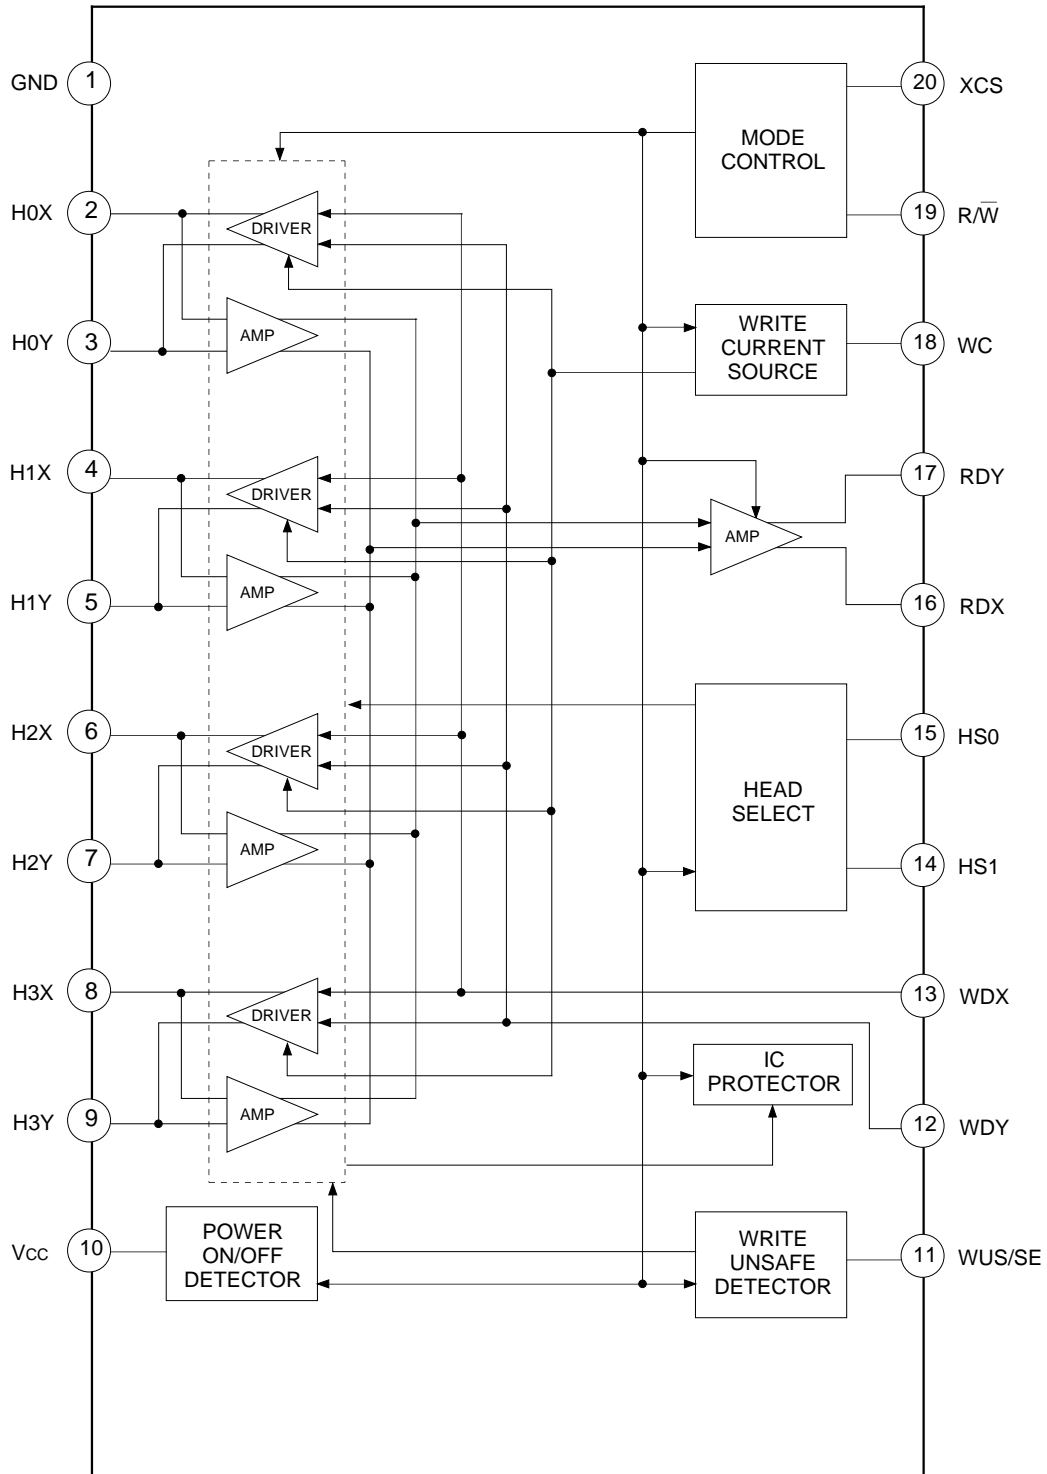 GND 1
20 XCS
MODE
CONTROL
H0X 2
DRIVER
19 R/W̅
AMP
WRITE
CURRENT
SOURCE
H0Y 3
18 WC
H1X 4
DRIVER
17 RDY
AMP
AMP
H1Y 5
16 RDX
H2X 6
DRIVER
15 HS0
HEAD
SELECT
AMP
H2Y 7
14 HS1
H3X 8
DRIVER
13 WDX
IC
PROTECTOR
AMP
H3Y 9
12 WDY
Vcc 10
POWER
ON/OFF
DETECTOR
WRITE
UNSAFE
DETECTOR
11 WUS/SE